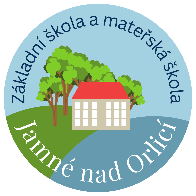 Základní škola a mateřská škola
Jamné nad Orlicí